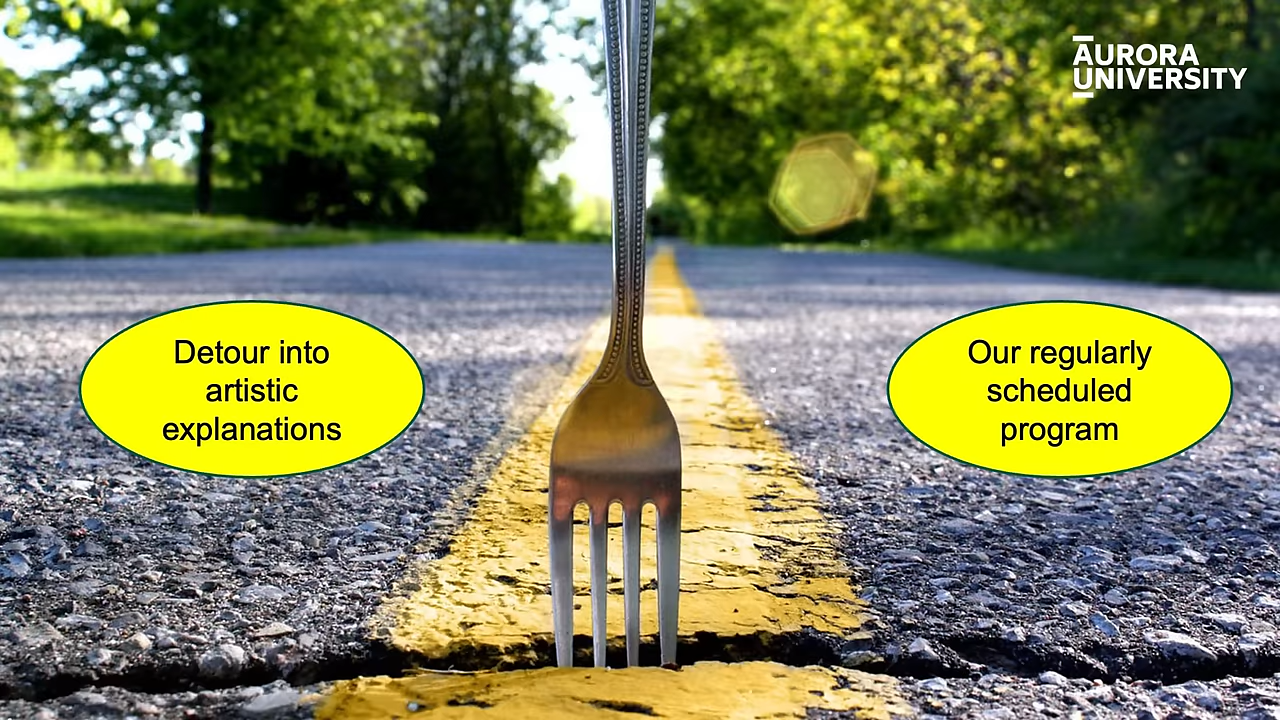 AURORA
UNIVERSITY
Detour into
artistic
explanations
Our regularly
scheduled
program